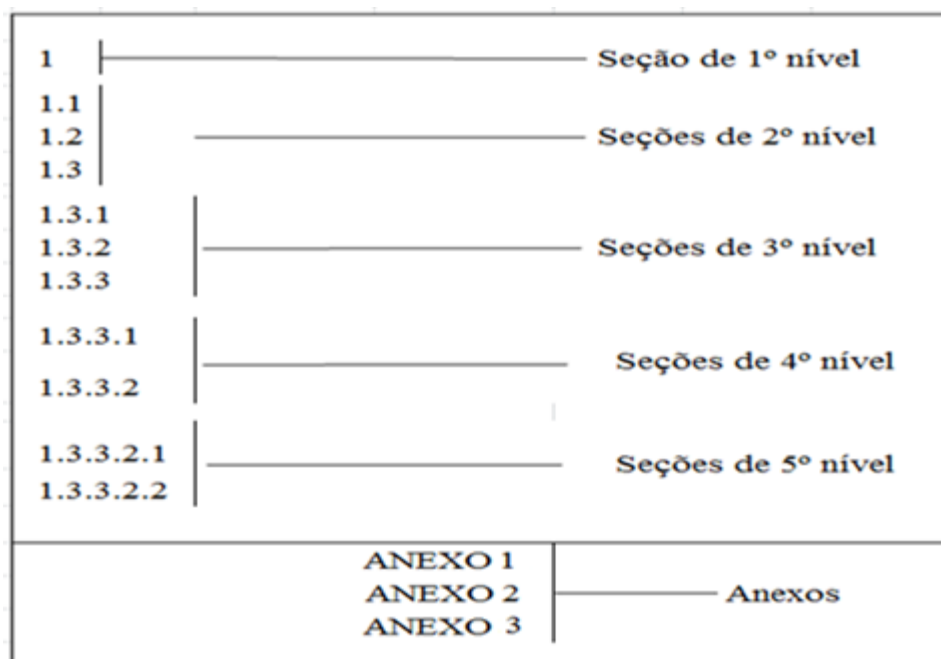 1 Seção de 1º nível
1.1
1.2 Seções de 2º nível
1.3
1.3.1
1.3.2 Seções de 3º nível
1.3.3
1.3.3.1
Seções de 4º nível
1.3.3.2
1.3.3.2.1
Seções de 5º nível
1.3.3.2.2
ANEXO 1
ANEXO 2 Anexos
ANEXO 3